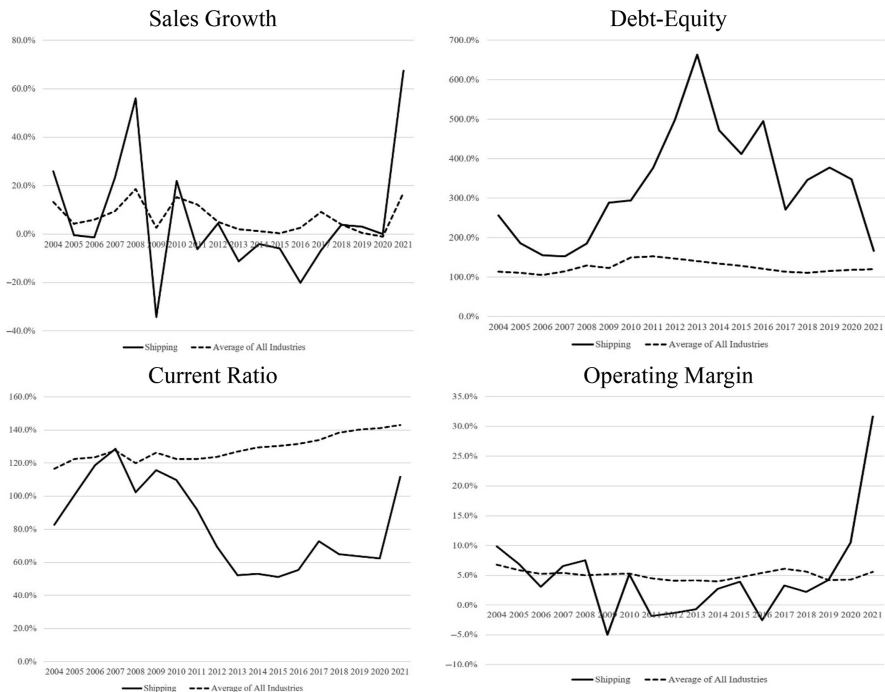 Sales Growth
80.0%
60.0%
40.0%
20.0%
0.0%
2004 2005 2006 2007 2008 2009 2010 2011 2012 2013 2014 2015 2016 2017 2018 2019 2020 2021
−20.0%
−40.0%
Shipping Average of All Industries
Debt-Equity
700.0%
600.0%
500.0%
400.0%
300.0%
200.0%
100.0%
0.0%
2004 2005 2006 2007 2008 2009 2010 2011 2012 2013 2014 2015 2016 2017 2018 2019 2020 2021
Shipping Average of All Industries
Current Ratio
160.0%
140.0%
120.0%
100.0%
80.0%
60.0%
40.0%
20.0%
0.0%
2004 2005 2006 2007 2008 2009 2010 2011 2012 2013 2014 2015 2016 2017 2018 2019 2020 2021
Shipping Average of All Industries
Operating Margin
35.0%
30.0%
25.0%
20.0%
15.0%
10.0%
5.0%
0.0%
2004 2005 2006 2007 2008 2009 2010 2011 2012 2013 2014 2015 2016 2017 2018 2019 2020 2021
−5.0%
−10.0%
Shipping Average of All Industries